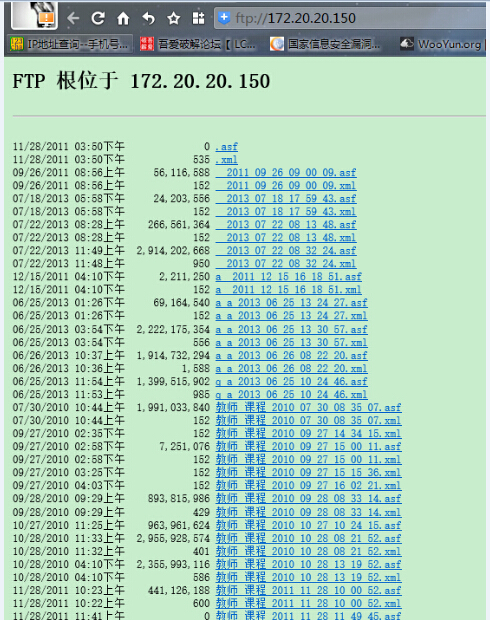 ftp://172.20.20.150
IP地址查询--手机号... 吾爱破解论坛【 LC... 国家信息安全漏洞... WooYun.org
FTP 根位于 172.20.20.150
11/28/2011 03:50下午 0 .asf
11/28/2011 03:50下午 535 .xml
09/26/2011 08:56上午 56,116,588 __2011_09_26_09_00_09.asf
09/26/2011 08:56上午 152 __2011_09_26_09_00_09.xml
07/18/2013 05:58下午 24,203,556 __2013_07_18_17_59_43.asf
07/18/2013 05:58下午 152 __2013_07_18_17_59_43.xml
07/22/2013 08:28上午 266,561,364 __2013_07_22_08_13_48.asf
07/22/2013 08:28上午 152 __2013_07_22_08_13_48.xml
07/22/2013 11:49上午 2,914,202,668 __2013_07_22_08_32_24.asf
07/22/2013 11:48上午 950 __2013_07_22_08_32_24.xml
12/15/2011 04:10下午 2,211,250 a__2011_12_15_16_18_51.asf
12/15/2011 04:10下午 152 a__2011_12_15_16_18_51.xml
06/25/2013 01:26下午 69,164,540 a_a_2013_06_25_13_24_27.asf
06/25/2013 01:26下午 152 a_a_2013_06_25_13_24_27.xml
06/25/2013 03:54下午 2,222,175,354 a_a_2013_06_25_13_30_57.asf
06/25/2013 03:54下午 556 a_a_2013_06_25_13_30_57.xml
06/26/2013 10:37上午 1,914,732,294 a_a_2013_06_26_08_22_20.asf
06/26/2013 10:36上午 1,588 a_a_2013_06_26_08_22_20.xml
06/25/2013 11:54上午 1,399,515,902 q_a_2013_06_25_10_24_46.asf
06/25/2013 11:53上午 985 q_a_2013_06_25_10_24_46.xml
07/30/2010 10:44上午 1,991,033,840 教师_课程_2010_07_30_08_35_07.asf
07/30/2010 10:44上午 152 教师_课程_2010_07_30_08_35_07.xml
09/27/2010 02:35下午 152 教师_课程_2010_09_27_14_34_15.xml
09/27/2010 02:58下午 7,251,076 教师_课程_2010_09_27_15_00_11.asf
09/27/2010 02:58下午 152 教师_课程_2010_09_27_15_00_11.xml
09/27/2010 03:25下午 152 教师_课程_2010_09_27_15_15_36.xml
09/27/2010 04:03下午 152 教师_课程_2010_09_27_16_02_21.xml
09/28/2010 09:29上午 893,815,986 教师_课程_2010_09_28_08_33_14.asf
09/28/2010 09:29上午 429 教师_课程_2010_09_28_08_33_14.xml
10/27/2010 11:25上午 963,961,624 教师_课程_2010_10_27_10_24_15.asf
10/28/2010 11:33上午 2,955,928,574 教师_课程_2010_10_28_08_21_52.asf
10/28/2010 11:32上午 401 教师_课程_2010_10_28_08_21_52.xml
10/28/2010 04:10下午 2,355,993,116 教师_课程_2010_10_28_13_19_52.asf
10/28/2010 04:10下午 586 教师_课程_2010_10_28_13_19_52.xml
11/28/2011 10:23上午 441,126,188 教师_课程_2011_11_28_10_00_52.asf
11/28/2011 10:22上午 600 教师_课程_2011_11_28_10_00_52.xml
11/28/2011 11:41上午 0 教师_课程_2011_11_28_11_49_45.asf